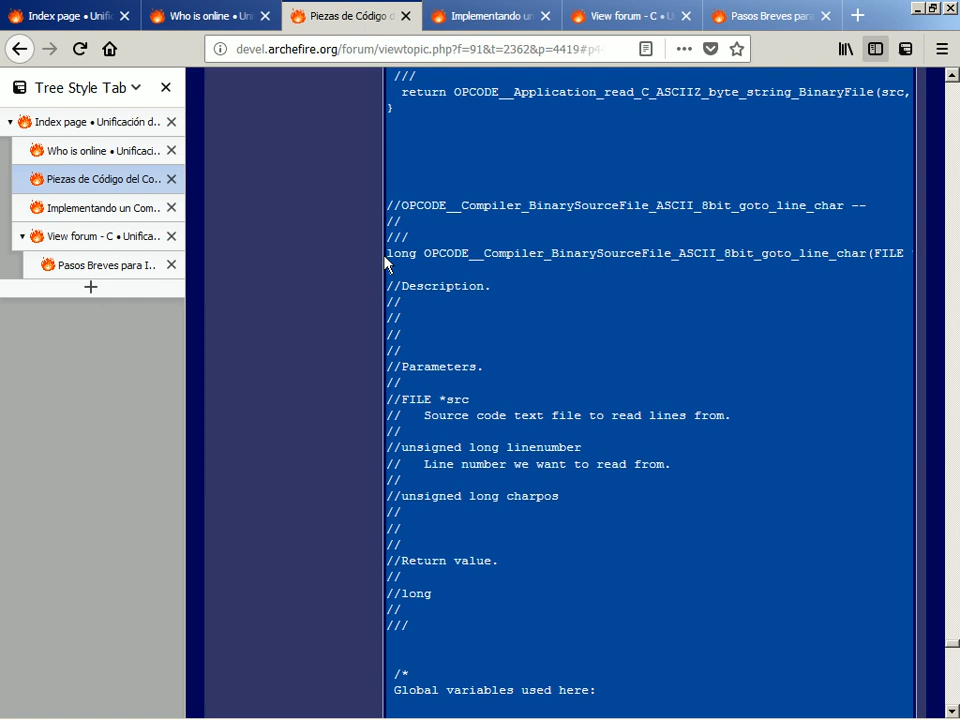 Index page • Unifi
Who is online • Uni
Piezas de Código d
Implementando un
View forum - C • U
Pasos Breves para
devel.archefire.org/forum/viewtopic.php?f=91&t=2362&p=4419#p4
Tree Style Tab
Index page • Unificación d..
Who is online • Unificaci..
Piezas de Código del Co..
Implementando un Com..
View forum - C • Unifica..
Pasos Breves para I..
///
return OPCODE__Application_read_C_ASCIIZ_byte_string_BinaryFile(src,
}
//OPCODE__Compiler_BinarySourceFile_ASCII_8bit_goto_line_char --
//
///
long OPCODE__Compiler_BinarySourceFile_ASCII_8bit_goto_line_char(FILE
//Description.
//
//
//
//
//Parameters.
//
//FILE *src
//   Source code text file to read lines from.
//
//unsigned long linenumber
//   Line number we want to read from.
//
//unsigned long charpos
//
//
//
//Return value.
//
//long
//
///
/*
Global variables used here: